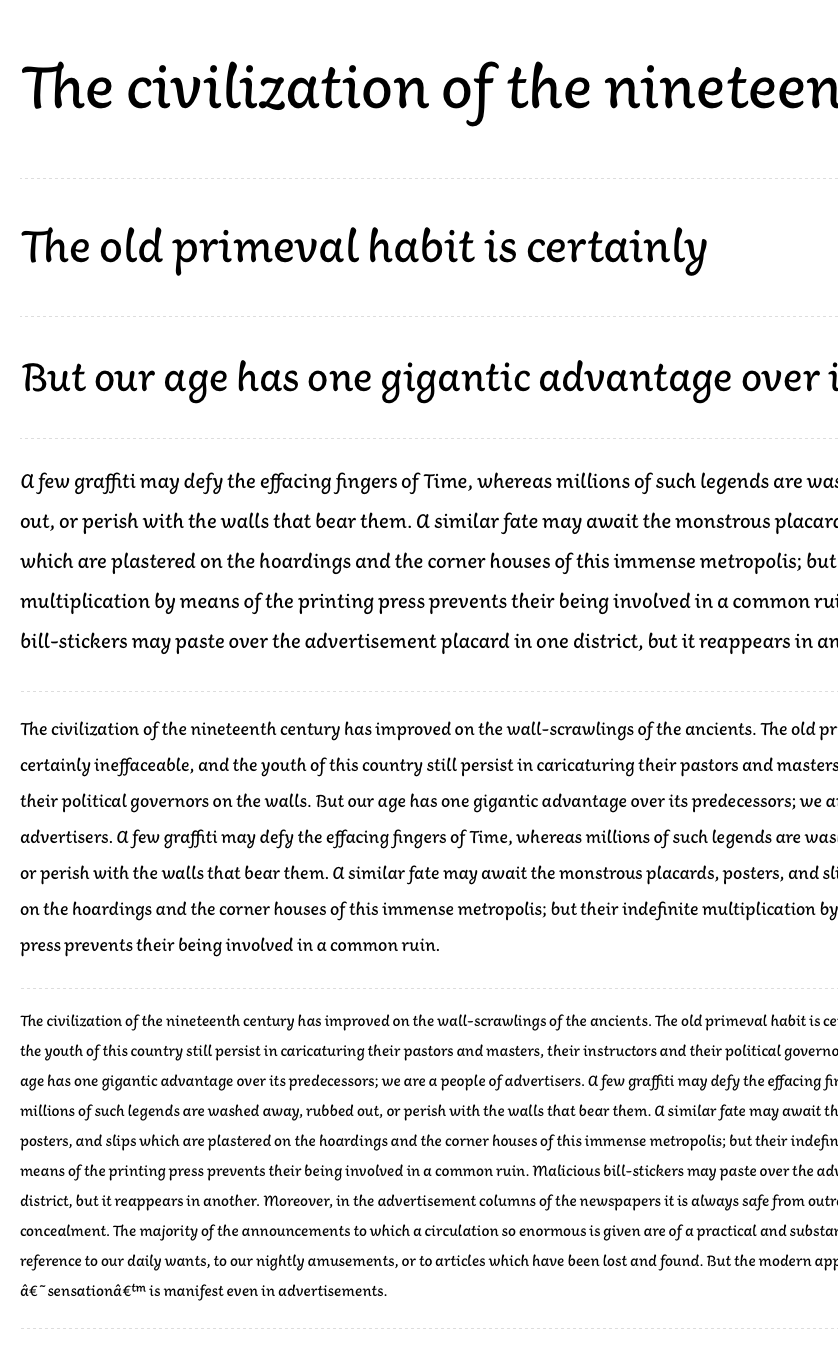 The civilization of the nineteen
The old primeval habit is certainly
But our age has one gigantic advantage over i
A few graffiti may defy the effacing fingers of Time, whereas millions of such legends are was
out, or perish with the walls that bear them. A similar fate may await the monstrous placard
which are plastered on the hoardings and the corner houses of this immense metropolis; but
multiplication by means of the printing press prevents their being involved in a common rui
bill-stickers may paste over the advertisement placard in one district, but it reappears in an
The civilization of the nineteenth century has improved on the wall-scrawlings of the ancients. The old pr
certainly ineffaceable, and the youth of this country still persist in caricaturing their pastors and masters
their political governors on the walls. But our age has one gigantic advantage over its predecessors; we a
advertisers. A few graffiti may defy the effacing fingers of Time, whereas millions of such legends are was
or perish with the walls that bear them. A similar fate may await the monstrous placards, posters, and sli
on the hoardings and the corner houses of this immense metropolis; but their indefinite multiplication by
press prevents their being involved in a common ruin.
The civilization of the nineteenth century has improved on the wall-scrawlings of the ancients. The old primeval habit is ce
the youth of this country still persist in caricaturing their pastors and masters, their instructors and their political governo
age has one gigantic advantage over its predecessors; we are a people of advertisers. A few graffiti may defy the effacing fi
millions of such legends are washed away, rubbed out, or perish with the walls that bear them. A similar fate may await th
posters, and slips which are plastered on the hoardings and the corner houses of this immense metropolis; but their indefin
means of the printing press prevents their being involved in a common ruin. Malicious bill-stickers may paste over the adv
district, but it reappears in another. Moreover, in the advertisement columns of the newspapers it is always safe from outr
concealment. The majority of the announcements to which a circulation so enormous is given are of a practical and substan
reference to our daily wants, to our nightly amusements, or to articles which have been lost and found. But the modern app
â€˜sensationâ€™ is manifest even in advertisements.